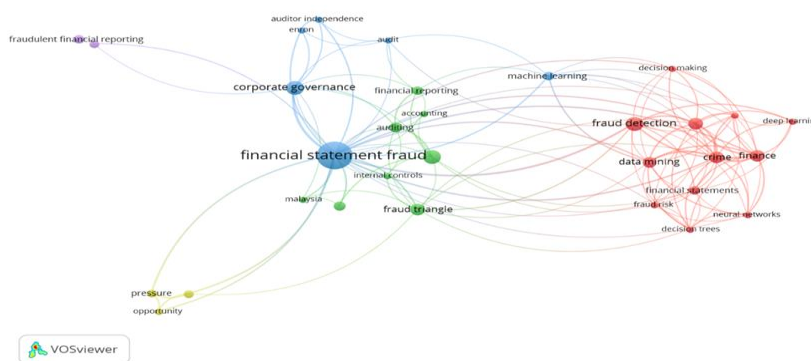 auditor independence
enron
fraudulent financial reporting
audit
decision making
machine learning
corporate governance
financial reporting
accounting
deep learni
fraud detection
auditing
financial statement fraud
crime
finance
data mining
internal controls
financial statements
malaysia
fraud risk
fraud triangle
neural networks
decision trees
pressure
opportunity
VOSviewer